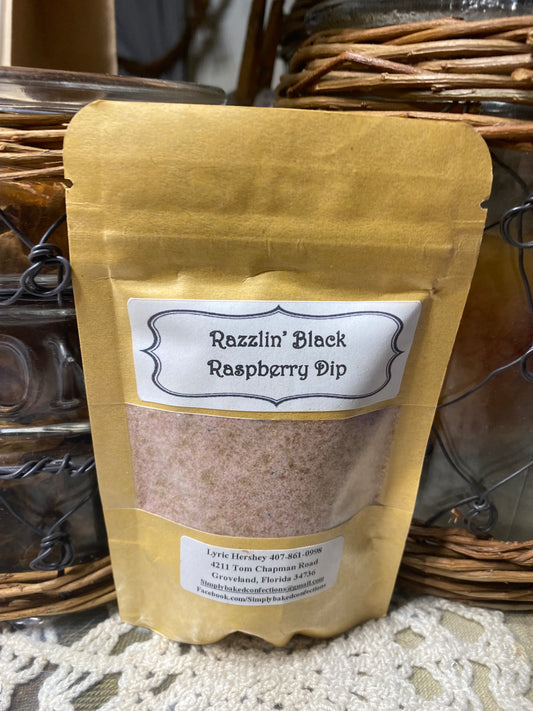 Razzlin' Black
Raspberry Dip
Lyric Hershey 407-861-0998
4211 Tom Chapman Road
Groveland, Florida 34736
Simplybakedconfections@gmail.com
Facebook.com/Simplybakedconfections